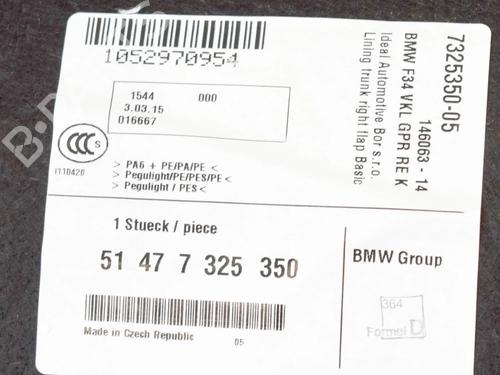 1052970954
1544 000
3.03.15
016667
CCC S
I110420
> PA6 + PE/PA/PE <
> Pegulight/PE/PES/PE <
> Pegulight / PES <
1 Stueck / piece
51 47 7 325 350
Made in Czech Republic 05
7325350-05
146063 - 14
BMW F34 VKL GPR RE K
Ideal Automotive Bor s.r.o.
Lining trunk right flap Basic
BMW Group
364
Formel D